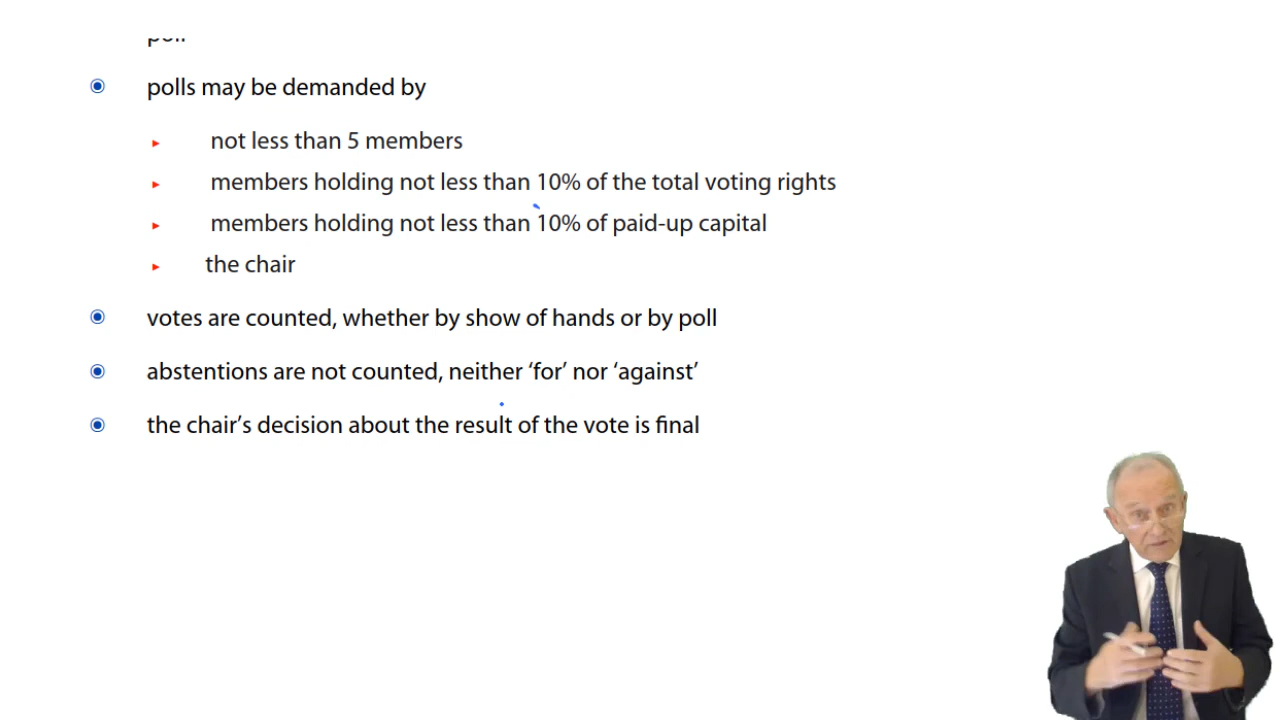 poll
polls may be demanded by
not less than 5 members
members holding not less than 10% of the total voting rights
members holding not less than 10% of paid-up capital
the chair
votes are counted, whether by show of hands or by poll
abstentions are not counted, neither ‘for’ nor ‘against’
the chair’s decision about the result of the vote is final